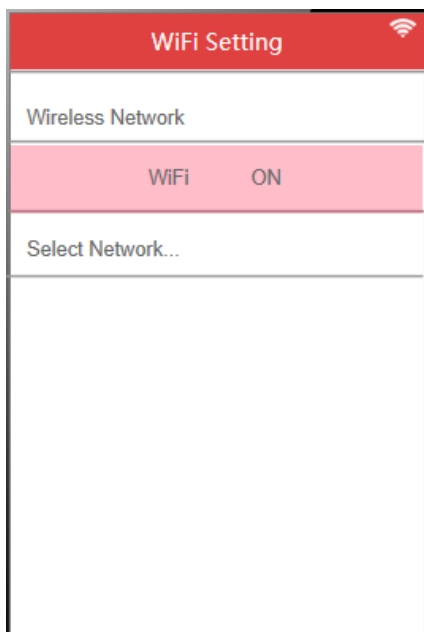 WiFi Setting
Wireless Network
WiFi ON
Select Network...